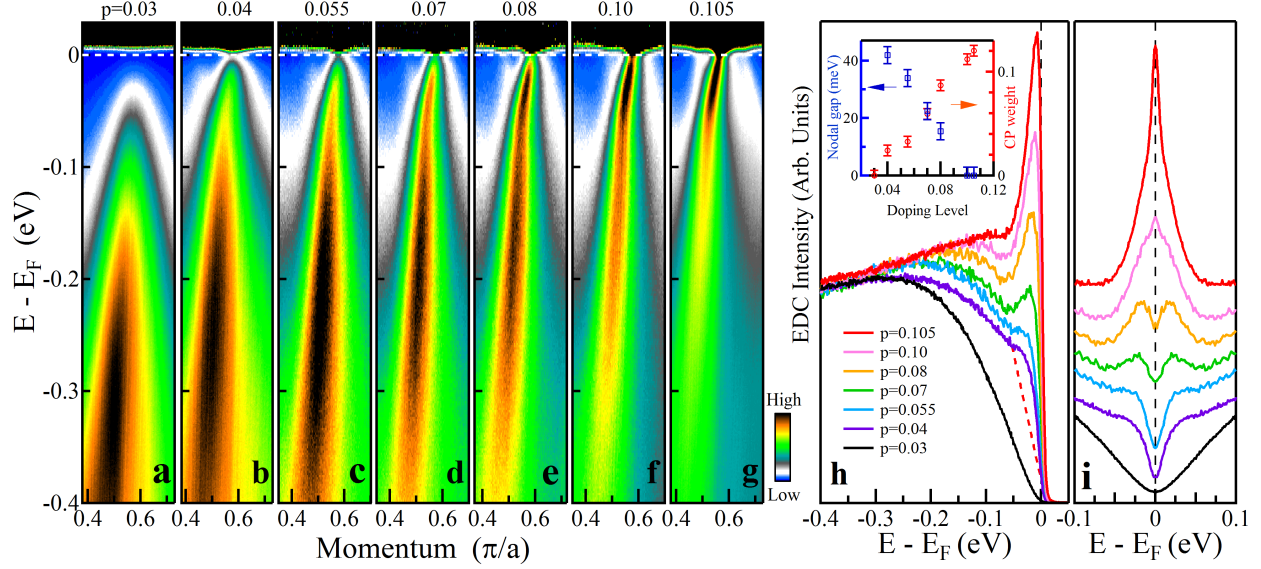 p=0.03 0.04 0.055 0.07 0.08 0.10 0.105
0
-0.1
-0.2
-0.3
-0.4
E - E_F (eV)
a b c d e f g
High
Low
0.4 0.6 0.4 0.6 0.4 0.6 0.4 0.6 0.4 0.6 0.4 0.6 0.4 0.6
Momentum (π/a)
EDC Intensity (Arb. Units)
Nodal gap (meV)
40
20
0
0.1
0
CP weight
0.04 0.08 0.12
Doping Level
p=0.105
p=0.10
p=0.08
p=0.07
p=0.055
p=0.04
p=0.03
h
i
-0.4 -0.3 -0.2 -0.1 0
E - E_F (eV)
-0.1 0 0.1
E - E_F (eV)